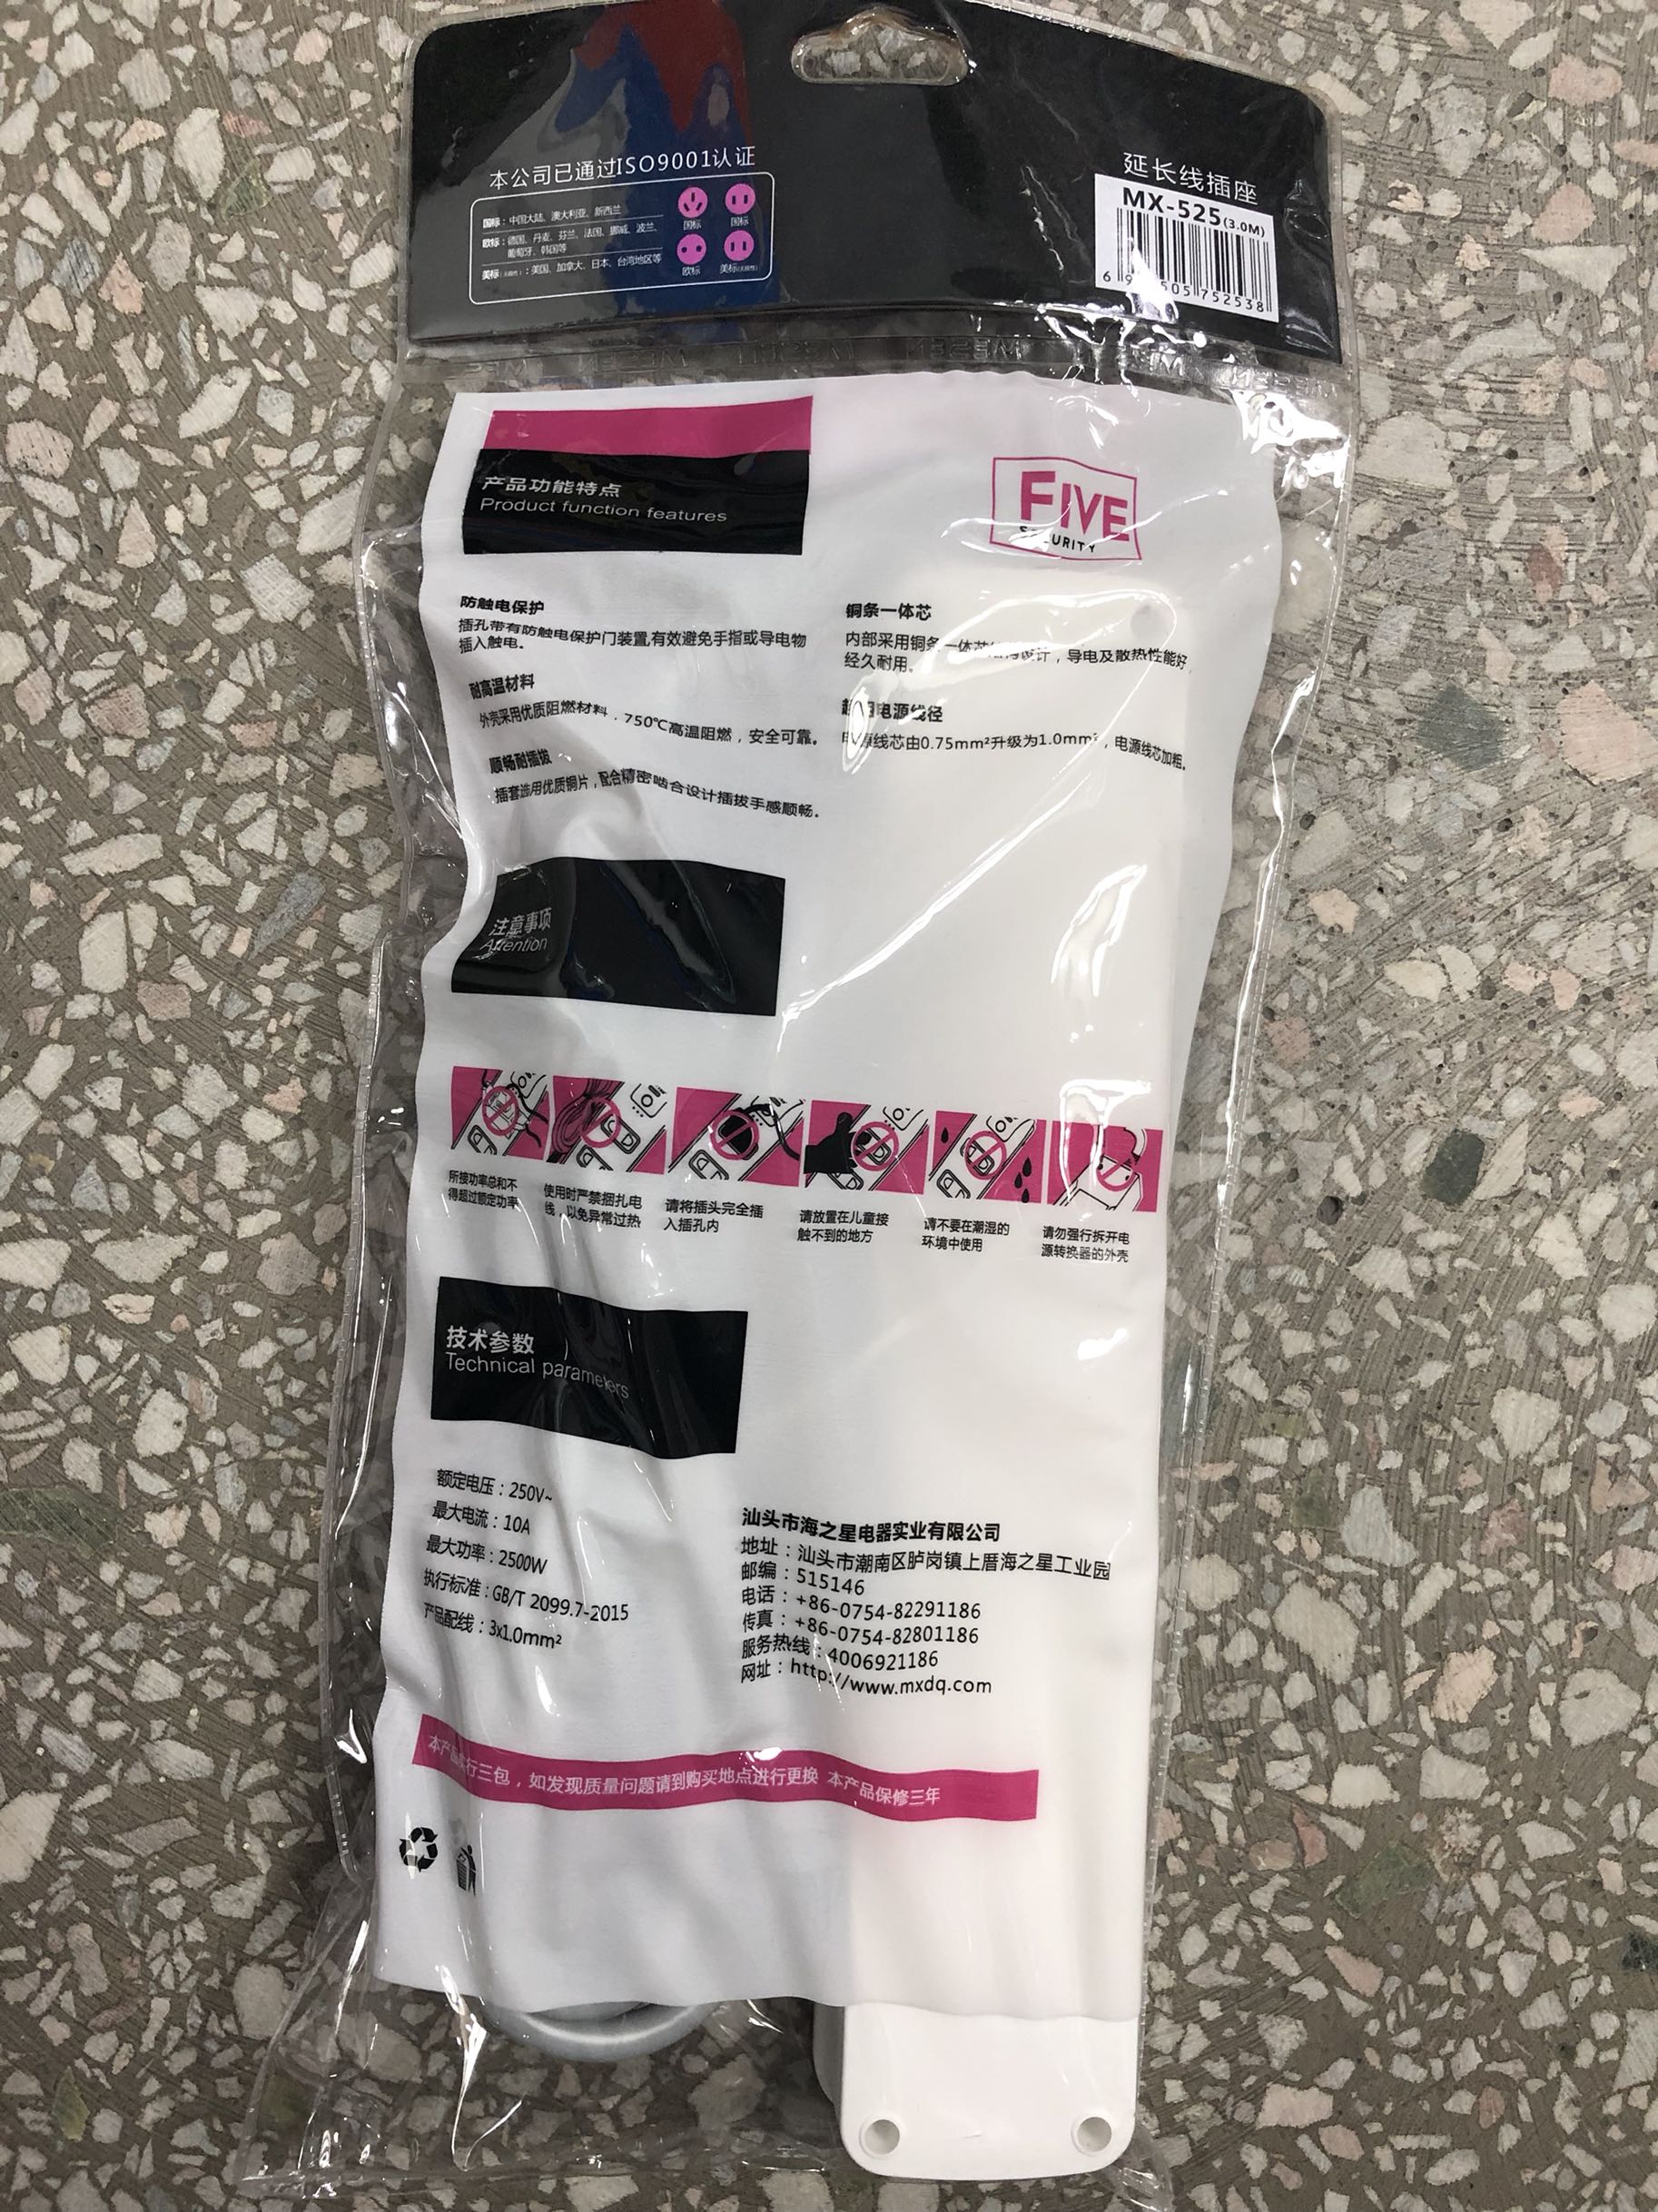 本公司已通过ISO9001认证
国标：中国大陆、澳大利亚、新西兰
欧标：德国、丹麦、芬兰、法国、挪威、波兰、
葡萄牙、韩国等
美标：美国、加拿大、日本、台湾地区等
国标 国标
欧标 美标
延长线插座
MX-525(3.0M)
505 752538
产品功能特点
Product function features
FIVE
SECURITY
防触电保护
插孔带有防触电保护门装置,有效避免手指或导电物
插入触电。
耐高温材料
外壳采用优质阻燃材料，750℃高温阻燃，安全可靠。
顺畅耐插拔
插套选用优质铜片，配合精密啮合设计插拔手感顺畅。
铜条一体芯
内部采用铜条一体芯 设计，导电及散热性能好，
经久耐用。
电源线径
电源线芯由0.75mm²升级为1.0mm²，电源线芯加粗。
注意事项
Attention
所接功率总和不
得超过额定功率
使用时严禁捆扎电
线，以免异常过热
请将插头完全插
入插孔内
请放置在儿童接
触不到的地方
请不要在潮湿的
环境中使用
请勿强行拆开电
源转换器的外壳
技术参数
Technical parameters
额定电压：250V~
最大电流：10A
最大功率：2500W
执行标准：GB/T 2099.7-2015
产品配线：3x1.0mm²
汕头市海之星电器实业有限公司
地址：汕头市潮南区胪岗镇上厝海之星工业园
邮编：515146
电话：+86-0754-82291186
传真：+86-0754-82801186
服务热线：4006921186
网址：http://www.mxdq.com
本产品实行三包，如发现质量问题请到购买地点进行更换 本产品保修三年